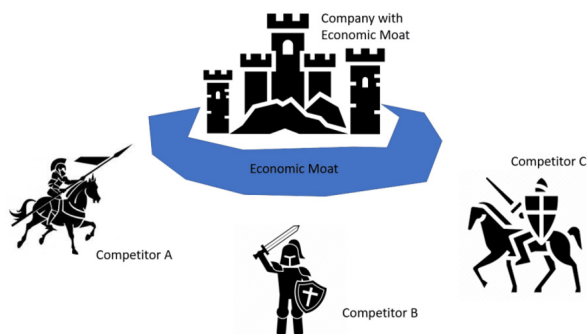 Company with
Economic Moat
Economic Moat
Competitor C
Competitor A
Competitor B